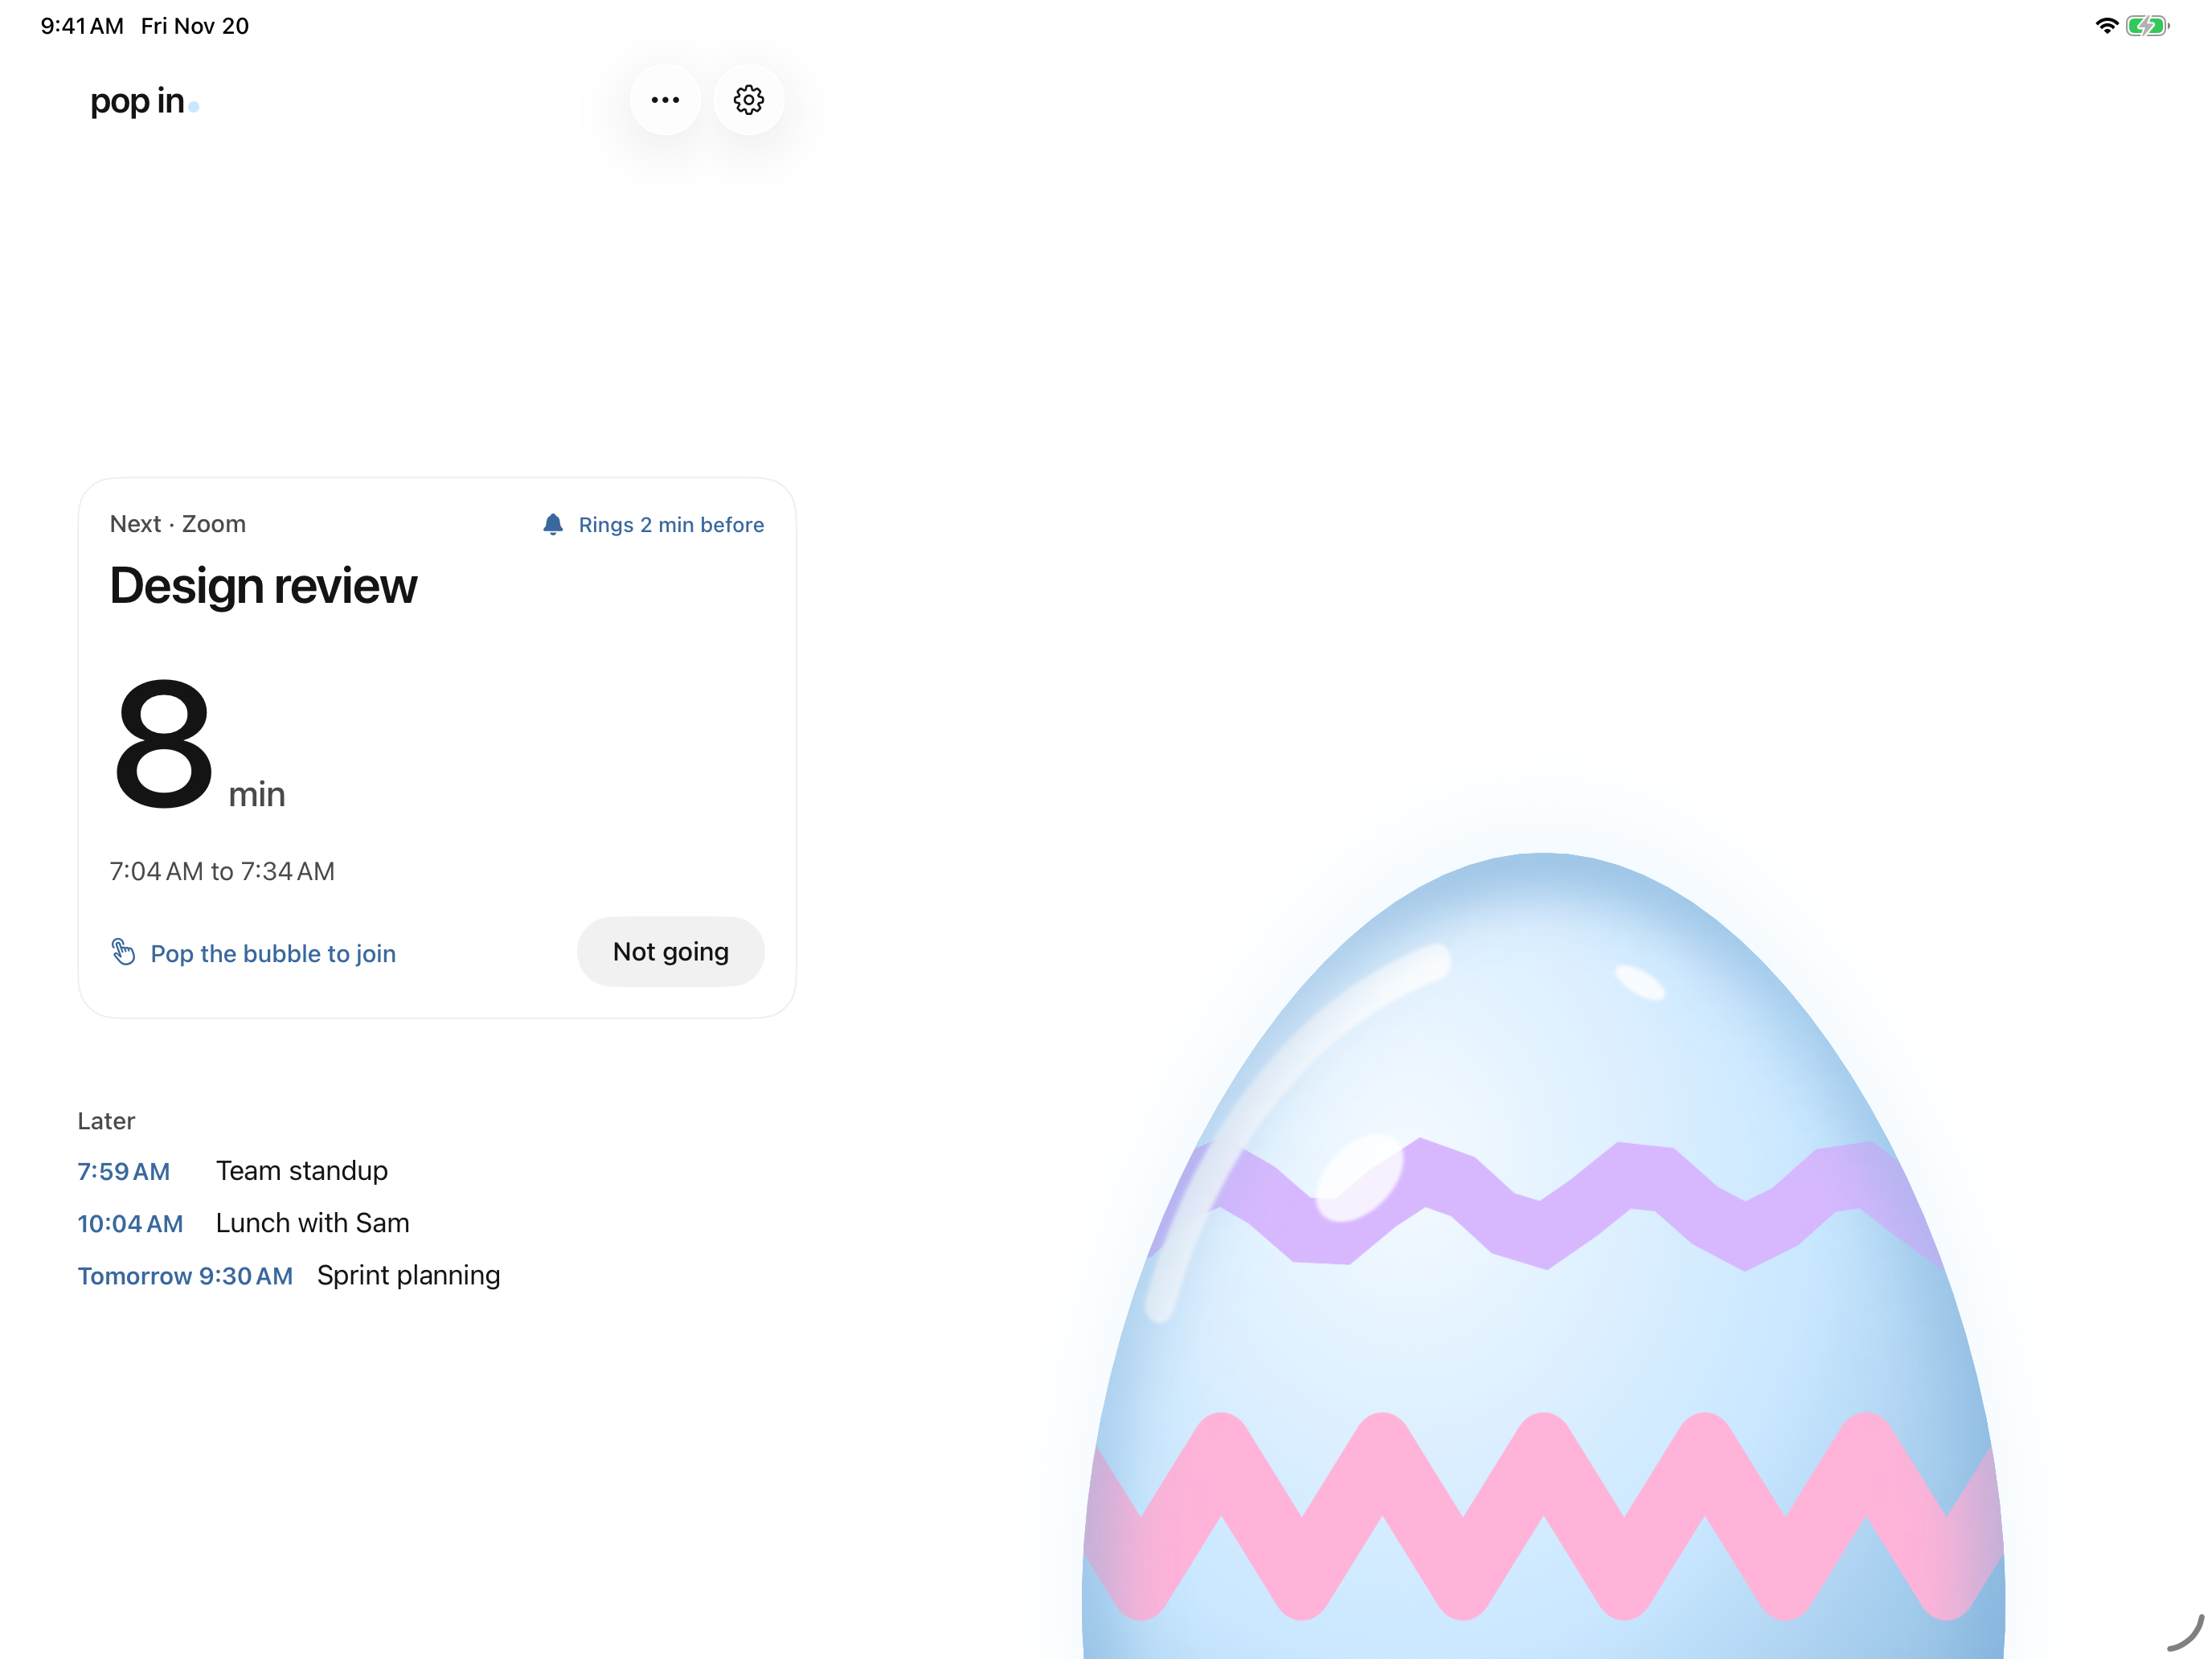 9:41 AM Fri Nov 20
pop in
Next · Zoom
Rings 2 min before
Design review
8 min
7:04 AM to 7:34 AM
Pop the bubble to join
Not going
Later
7:59 AM Team standup
10:04 AM Lunch with Sam
Tomorrow 9:30 AM Sprint planning